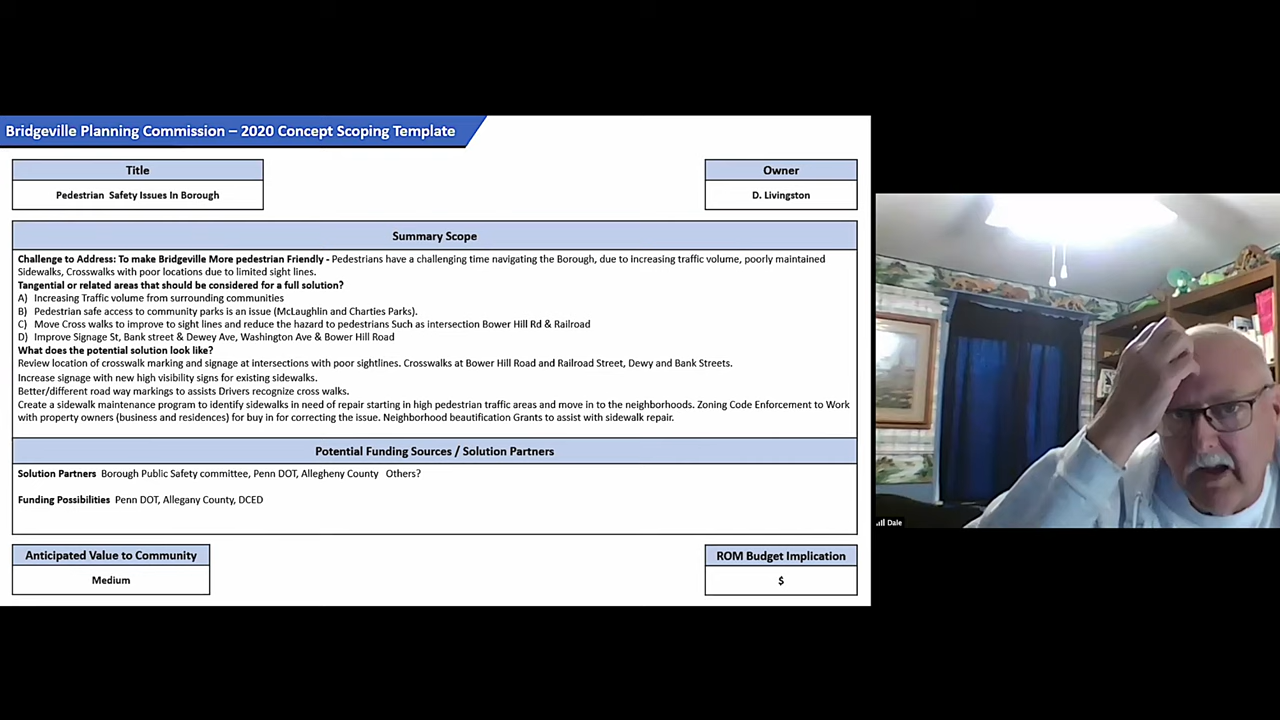 Bridgeville Planning Commission – 2020 Concept Scoping Template
Title
Pedestrian Safety Issues In Borough
Owner
D. Livingston
Summary Scope
Challenge to Address: To make Bridgeville More pedestrian Friendly - Pedestrians have a challenging time navigating the Borough, due to increasing traffic volume, poorly maintained
Sidewalks, Crosswalks with poor locations due to limited sight lines.
Tangential or related areas that should be considered for a full solution?
A) Increasing Traffic volume from surrounding communities
B) Pedestrian safe access to community parks is an issue (McLaughlin and Charties Parks).
C) Move Cross walks to improve to sight lines and reduce the hazard to pedestrians Such as intersection Bower Hill Rd & Railroad
D) Improve Signage St, Bank street & Dewey Ave, Washington Ave & Bower Hill Road
What does the potential solution look like?
Review location of crosswalk marking and signage at intersections with poor sightlines. Crosswalks at Bower Hill Road and Railroad Street, Dewy and Bank Streets.
Increase signage with new high visibility signs for existing sidewalks.
Better/different road way markings to assists Drivers recognize cross walks.
Create a sidewalk maintenance program to identify sidewalks in need of repair starting in high pedestrian traffic areas and move in to the neighborhoods. Zoning Code Enforcement to Work
with property owners (business and residences) for buy in for correcting the issue. Neighborhood beautification Grants to assist with sidewalk repair.
Potential Funding Sources / Solution Partners
Solution Partners Borough Public Safety committee, Penn DOT, Allegheny County Others?
Funding Possibilities Penn DOT, Allegany County, DCED
Anticipated Value to Community
Medium
ROM Budget Implication
$
Dale